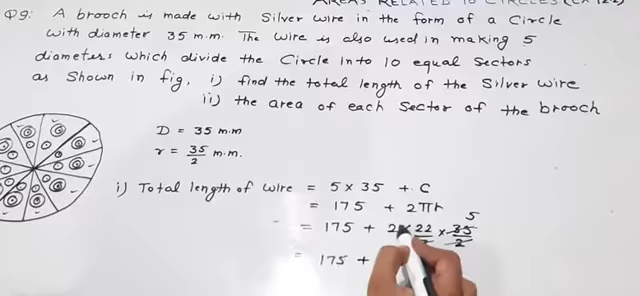 AREAS RELATED TO CIRCLES (EX 12.2)
Q9: A brooch is made with Silver wire in the form of a Circle
with diameter 35 m.m. The wire is also used in making 5
diameters which divide the Circle into 10 equal Sectors
as Shown in fig, i) find the total length of the Silver wire
ii) the area of each Sector of the brooch
D = 35 m.m
r = 35/2 m.m.
i) Total length of wire = 5 × 35 + C
= 175 + 2πr
5
= 175 + 2 × 22/7 × 35/2
= 175 +